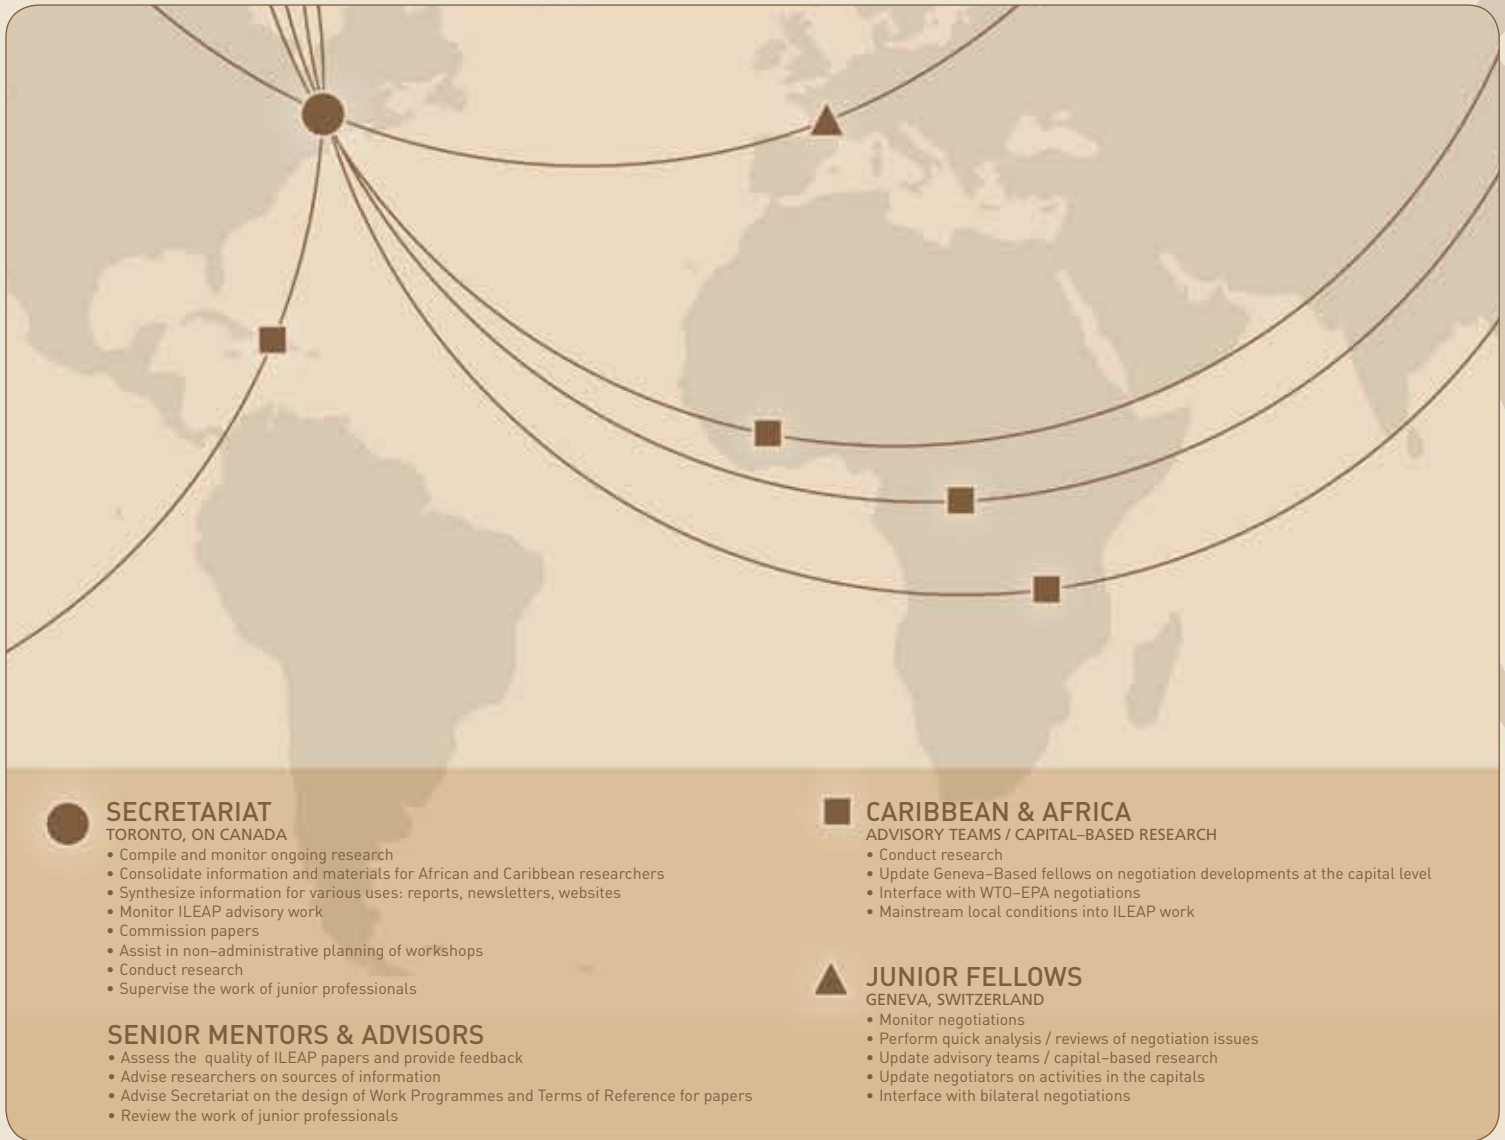 SECRETARIAT
TORONTO, ON CANADA
• Compile and monitor ongoing research
• Consolidate information and materials for African and Caribbean researchers
• Synthesize information for various uses: reports, newsletters, websites
• Monitor ILEAP advisory work
• Commission papers
• Assist in non–administrative planning of workshops
• Conduct research
• Supervise the work of junior professionals
SENIOR MENTORS & ADVISORS
• Assess the quality of ILEAP papers and provide feedback
• Advise researchers on sources of information
• Advise Secretariat on the design of Work Programmes and Terms of Reference for papers
• Review the work of junior professionals
CARIBBEAN & AFRICA
ADVISORY TEAMS / CAPITAL–BASED RESEARCH
• Conduct research
• Update Geneva–Based fellows on negotiation developments at the capital level
• Interface with WTO–EPA negotiations
• Mainstream local conditions into ILEAP work
JUNIOR FELLOWS
GENEVA, SWITZERLAND
• Monitor negotiations
• Perform quick analysis / reviews of negotiation issues
• Update advisory teams / capital–based research
• Update negotiators on activities in the capitals
• Interface with bilateral negotiations